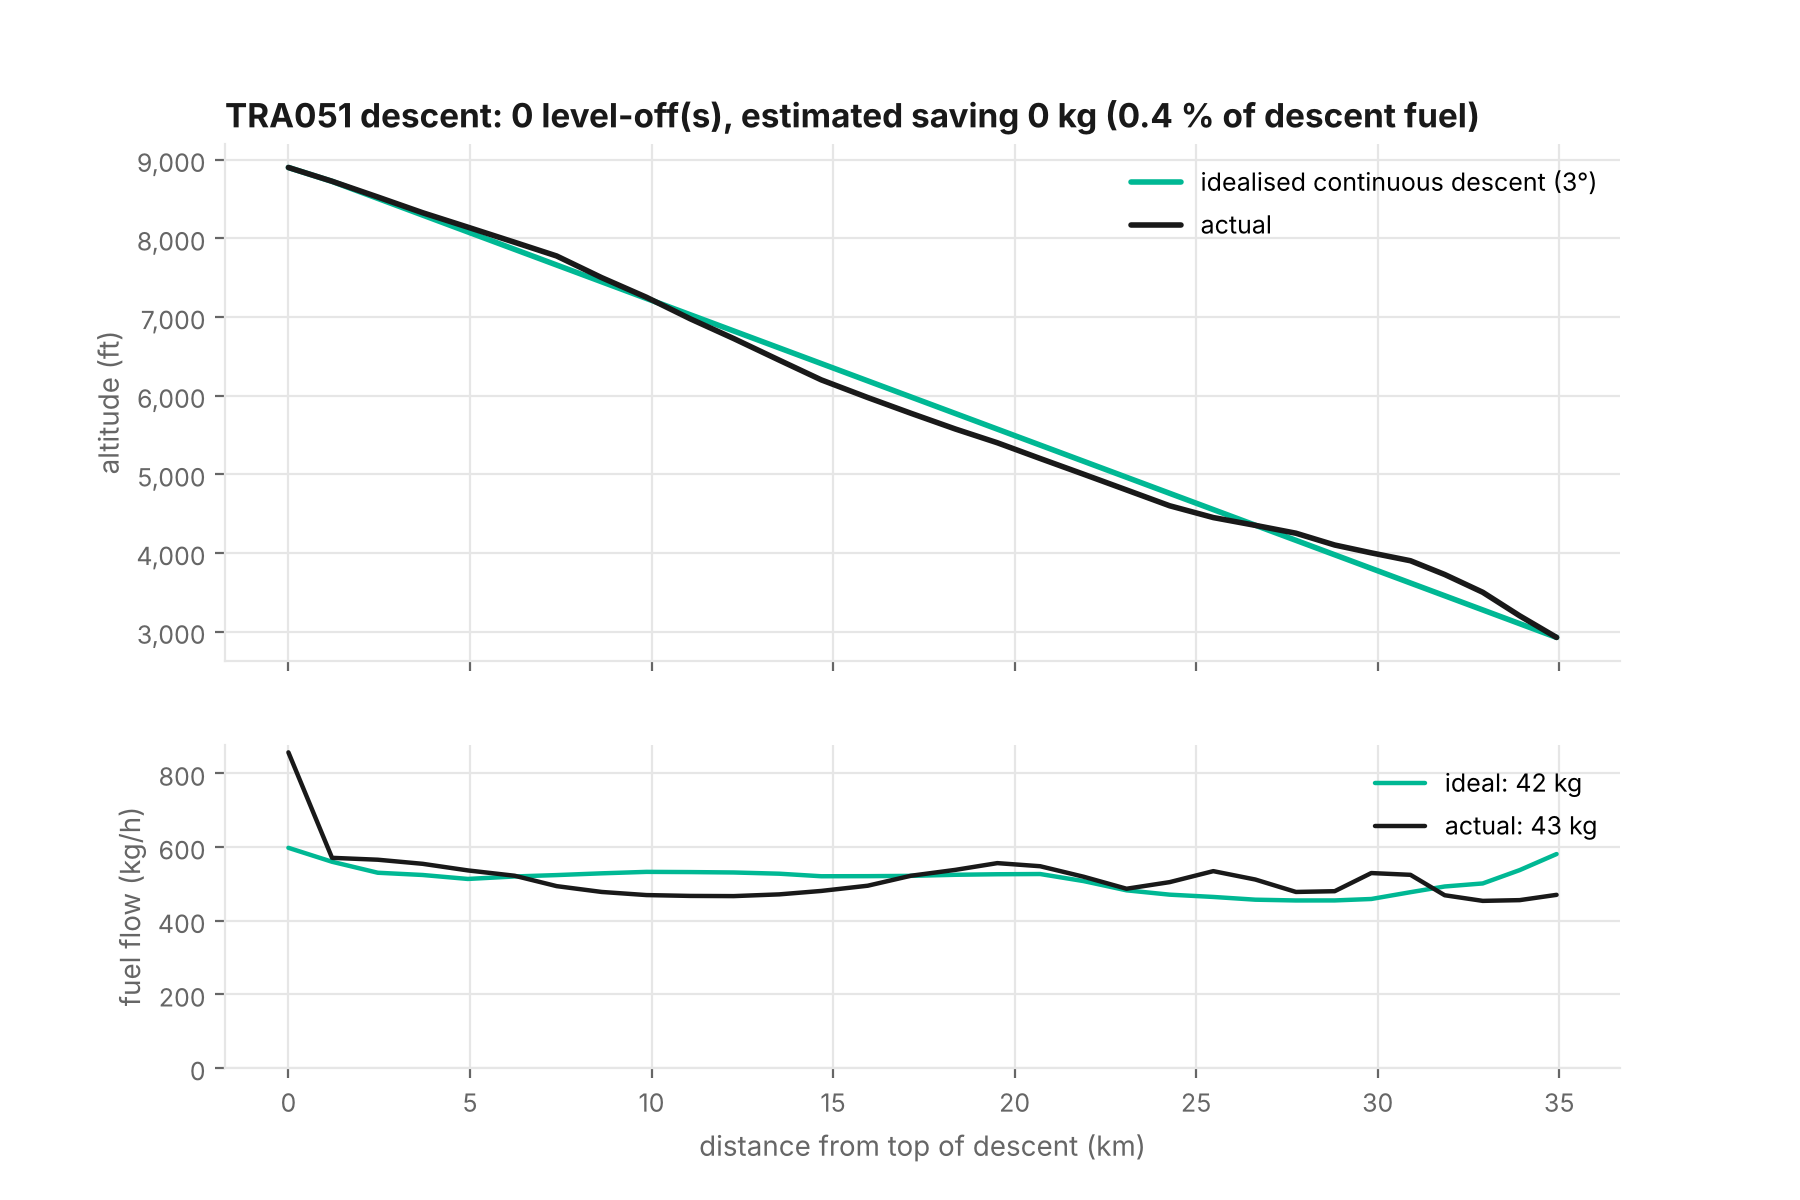 TRA051 descent: 0 level-off(s), estimated saving 0 kg (0.4 % of descent fuel)
9,000
8,000
7,000
6,000
5,000
4,000
3,000
altitude (ft)
idealised continuous descent (3°)
actual
800
600
400
200
0
fuel flow (kg/h)
ideal: 42 kg
actual: 43 kg
0 5 10 15 20 25 30 35
distance from top of descent (km)